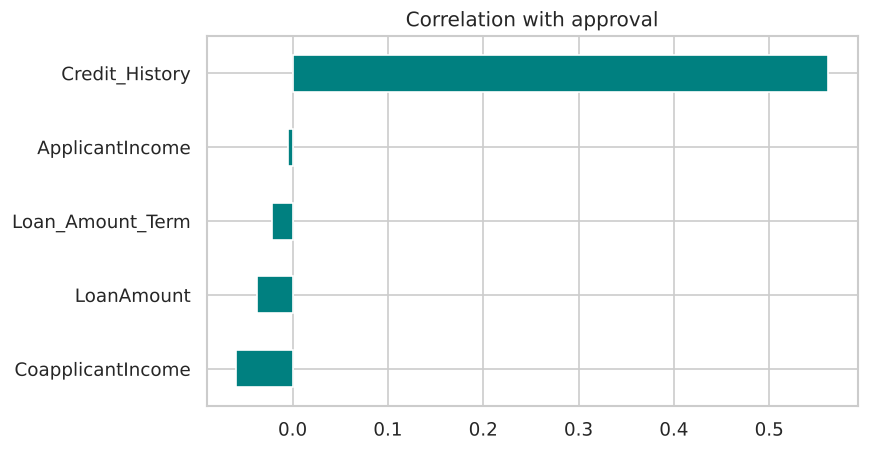 Correlation with approval
Credit_History
ApplicantIncome
Loan_Amount_Term
LoanAmount
CoapplicantIncome
0.0 0.1 0.2 0.3 0.4 0.5